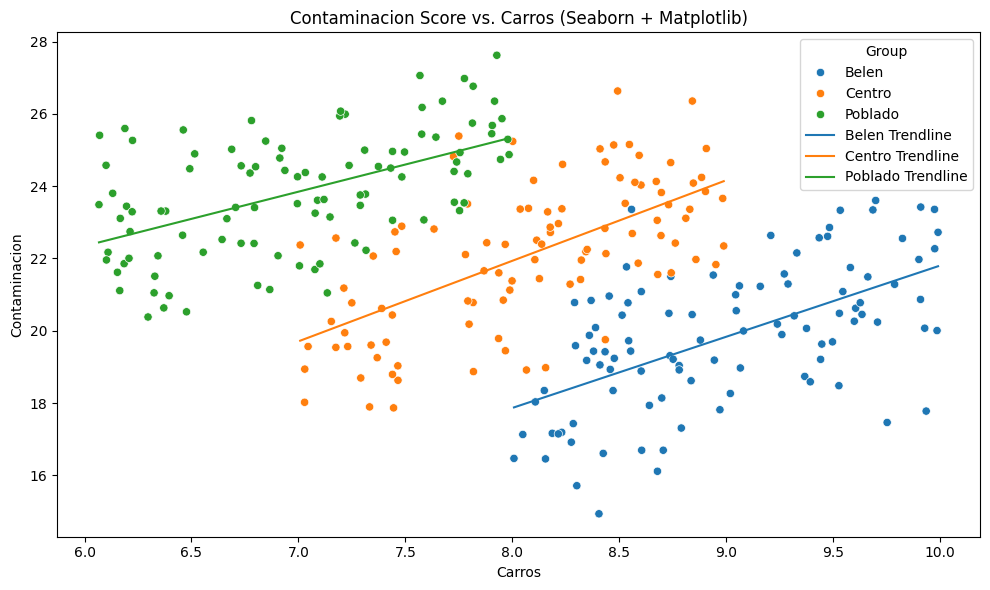 Contaminacion Score vs. Carros (Seaborn + Matplotlib)
Contaminacion
28
26
24
22
20
18
16
6.0 6.5 7.0 7.5 8.0 8.5 9.0 9.5 10.0
Carros
Group
Belen
Centro
Poblado
Belen Trendline
Centro Trendline
Poblado Trendline